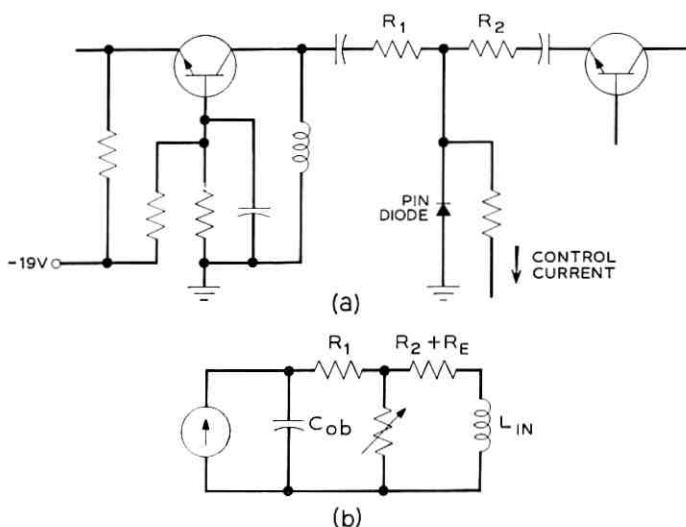 R1
R2
PIN
DIODE
-19V
CONTROL
CURRENT
(a)
R1
R2 + RE
Cob
LIN
(b)